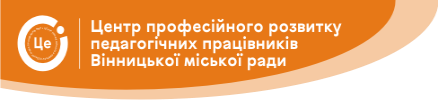 Це
Центр професійного розвитку
педагогічних працівників
Вінницької міської ради